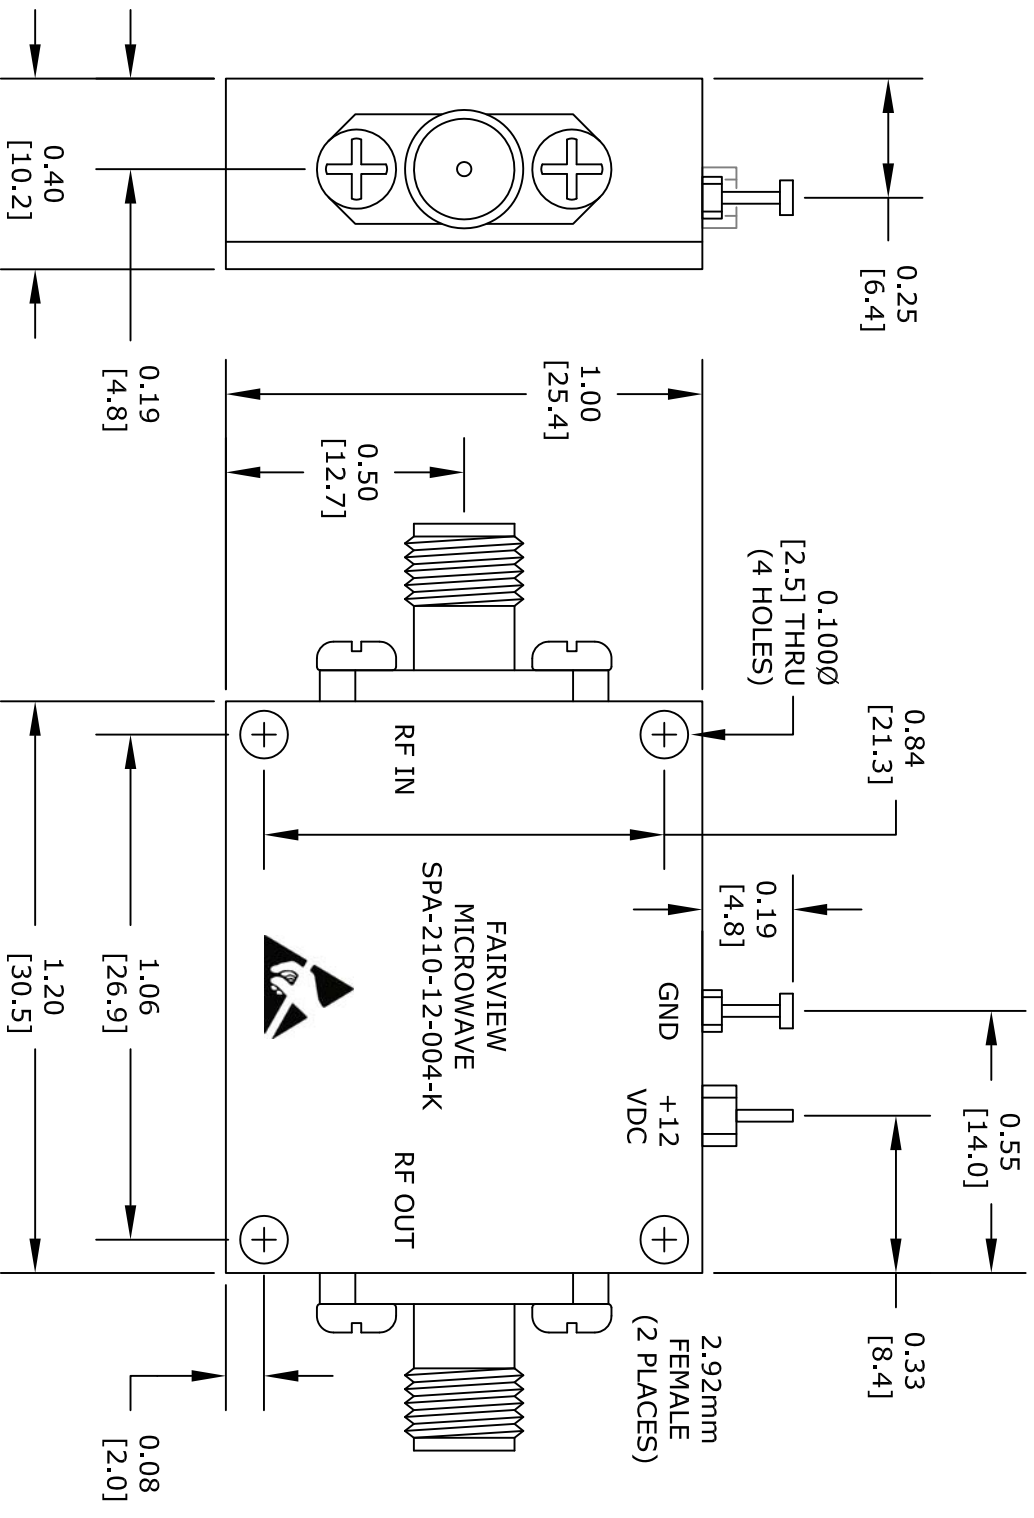 0.25
[6.4]
0.40
[10.2]
0.19
[4.8]
1.00
[25.4]
0.50
[12.7]
0.100Ø
[2.5] THRU
(4 HOLES)
0.84
[21.3]
0.19
[4.8]
0.55
[14.0]
0.33
[8.4]
GND
+12
VDC
RF IN
FAIRVIEW
MICROWAVE
SPA-210-12-004-K
RF OUT
2.92mm
FEMALE
(2 PLACES)
1.06
[26.9]
1.20
[30.5]
0.08
[2.0]